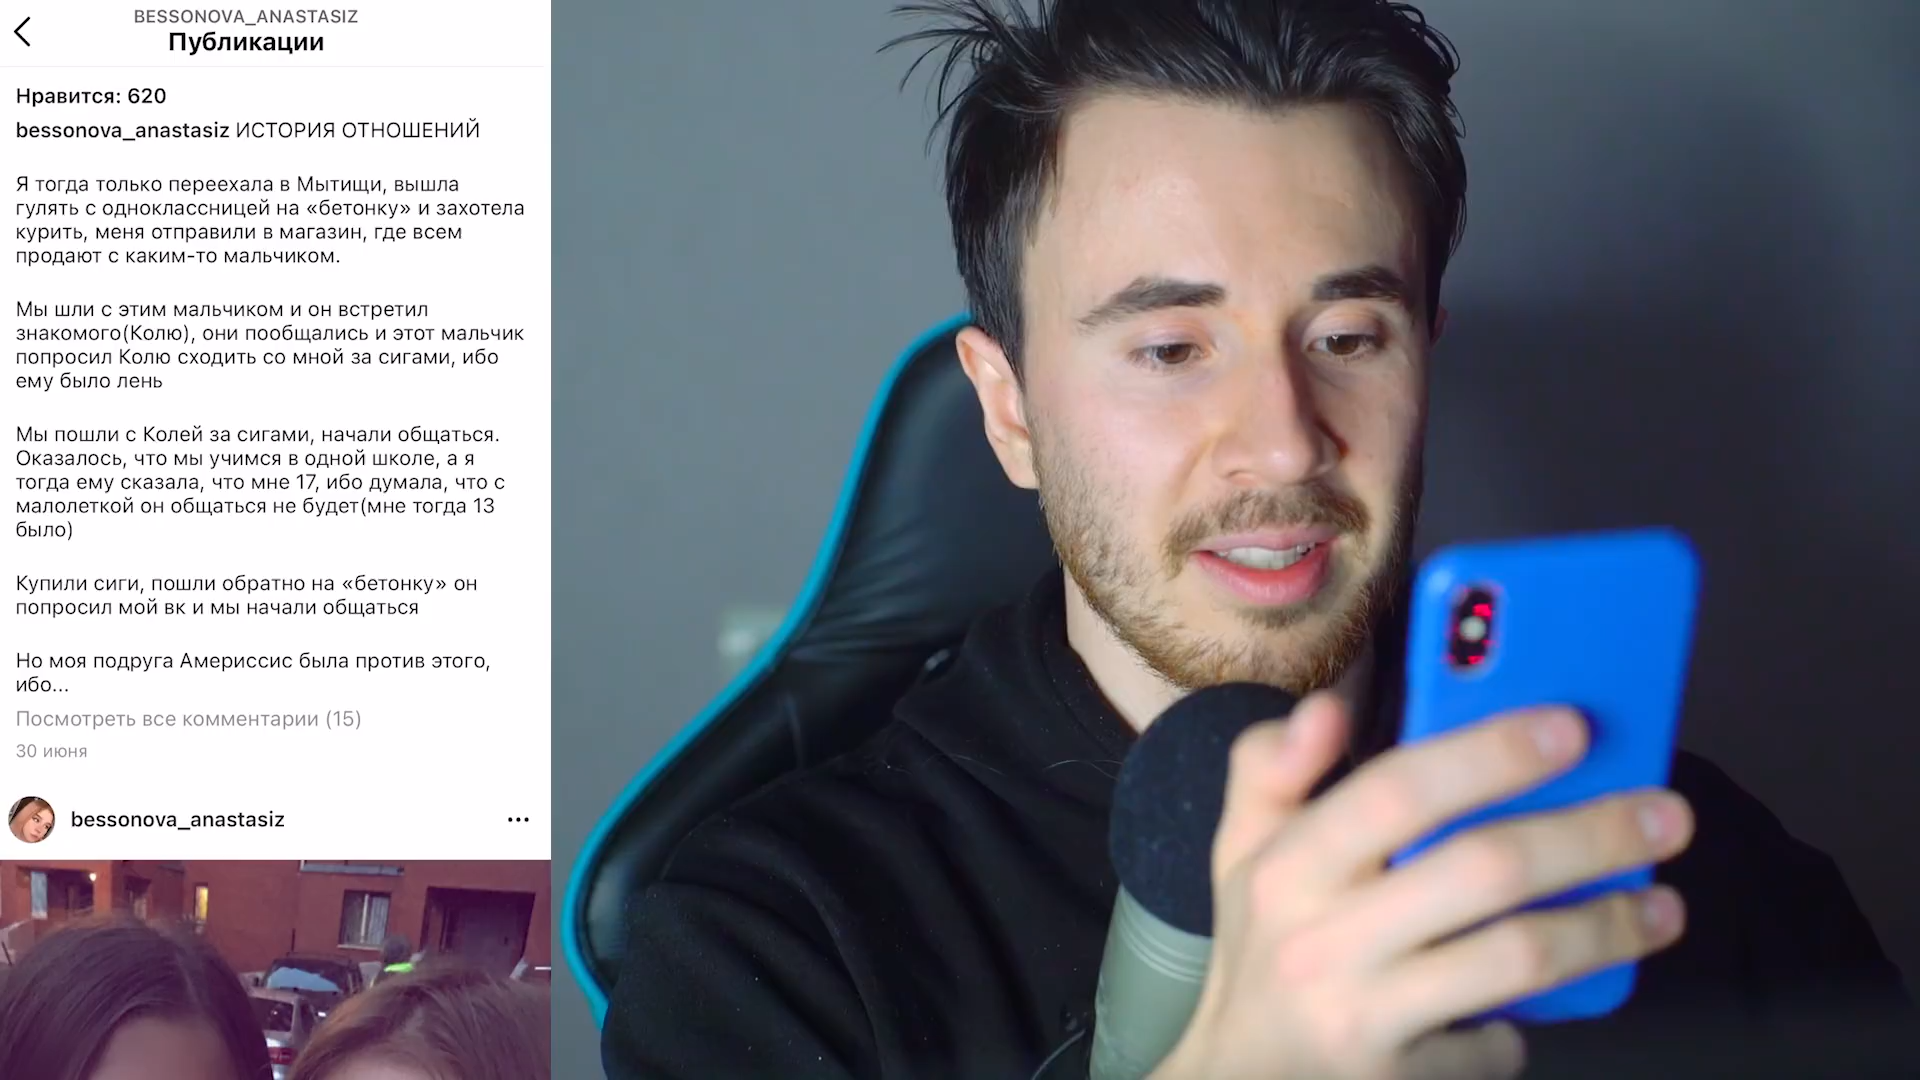 BESSONOVA_ANASTASIZ
Публикации
Нравится: 620
bessonova_anastasiz ИСТОРИЯ ОТНОШЕНИЙ
Я тогда только переехала в Мытищи, вышла
гулять с одноклассницей на «бетонку» и захотела
курить, меня отправили в магазин, где всем
продают с каким-то мальчиком.
Мы шли с этим мальчиком и он встретил
знакомого(Колю), они пообщались и этот мальчик
попросил Колю сходить со мной за сигами, ибо
ему было лень
Мы пошли с Колей за сигами, начали общаться.
Оказалось, что мы учимся в одной школе, а я
тогда ему сказала, что мне 17, ибо думала, что с
малолеткой он общаться не будет(мне тогда 13
было)
Купили сиги, пошли обратно на «бетонку» он
попросил мой вк и мы начали общаться
Но моя подруга Америссис была против этого,
ибо...
Посмотреть все комментарии (15)
30 июня
bessonova_anastasiz